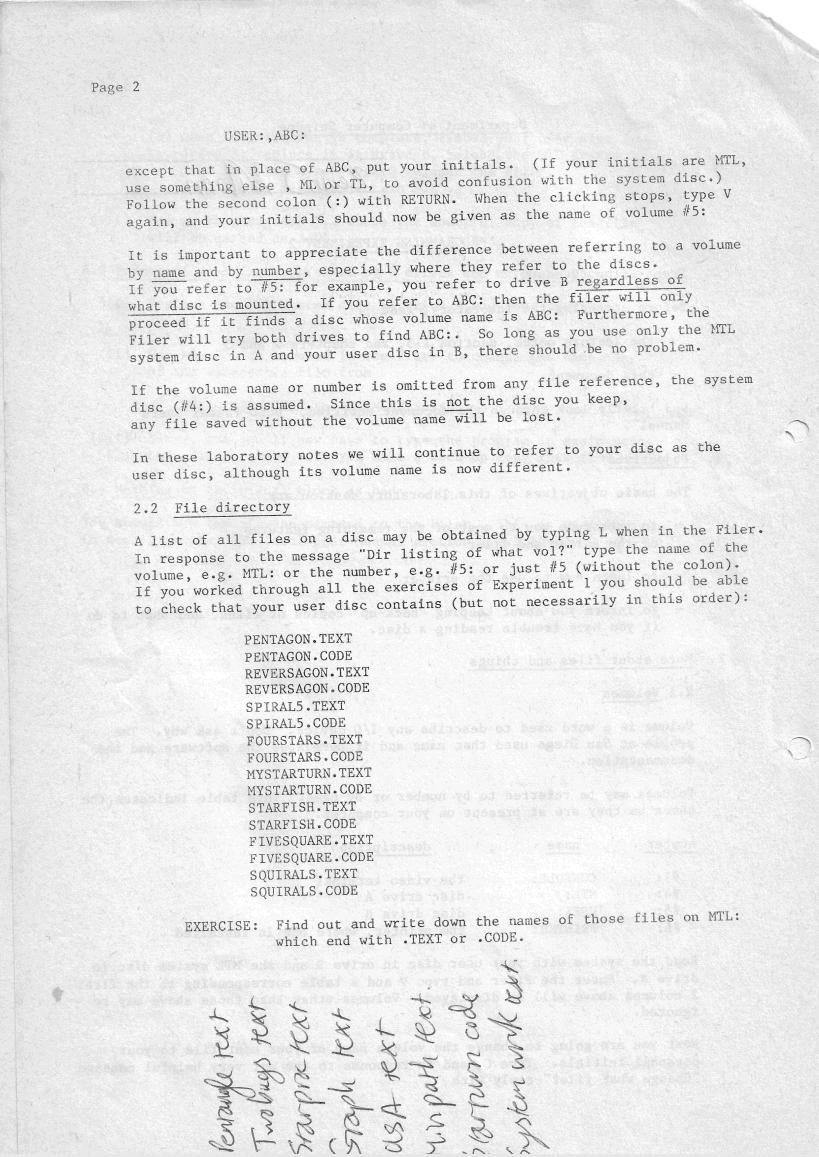 Page 2
USER:,ABC:
except that in place of ABC, put your initials. (If your initials are MTL,
use something else , ML or TL, to avoid confusion with the system disc.)
Follow the second colon (:) with RETURN. When the clicking stops, type V
again, and your initials should now be given as the name of volume #5:
It is important to appreciate the difference between referring to a volume
by name and by number, especially where they refer to the discs.
If you refer to #5: for example, you refer to drive B regardless of
what disc is mounted. If you refer to ABC: then the filer will only
proceed if it finds a disc whose volume name is ABC: Furthermore, the
Filer will try both drives to find ABC:. So long as you use only the MTL
system disc in A and your user disc in B, there should be no problem.
If the volume name or number is omitted from any file reference, the system
disc (#4:) is assumed. Since this is not the disc you keep,
any file saved without the volume name will be lost.
In these laboratory notes we will continue to refer to your disc as the
user disc, although its volume name is now different.
2.2 File directory
A list of all files on a disc may be obtained by typing L when in the Filer.
In response to the message "Dir listing of what vol?" type the name of the
volume, e.g. MTL: or the number, e.g. #5: or just #5 (without the colon).
If you worked through all the exercises of Experiment 1 you should be able
to check that your user disc contains (but not necessarily in this order):
PENTAGON.TEXT
PENTAGON.CODE
REVERSAGON.TEXT
REVERSAGON.CODE
SPIRAL5.TEXT
SPIRAL5.CODE
FOURSTARS.TEXT
FOURSTARS.CODE
MYSTARTURN.TEXT
MYSTARTURN.CODE
STARFISH.TEXT
STARFISH.CODE
FIVESQUARE.TEXT
FIVESQUARE.CODE
SQUIRALS.TEXT
SQUIRALS.CODE
EXERCISE: Find out and write down the names of those files on MTL:
which end with .TEXT or .CODE.
text
Twobugs text
text
Graph text
USA text
path text
code
System work text.